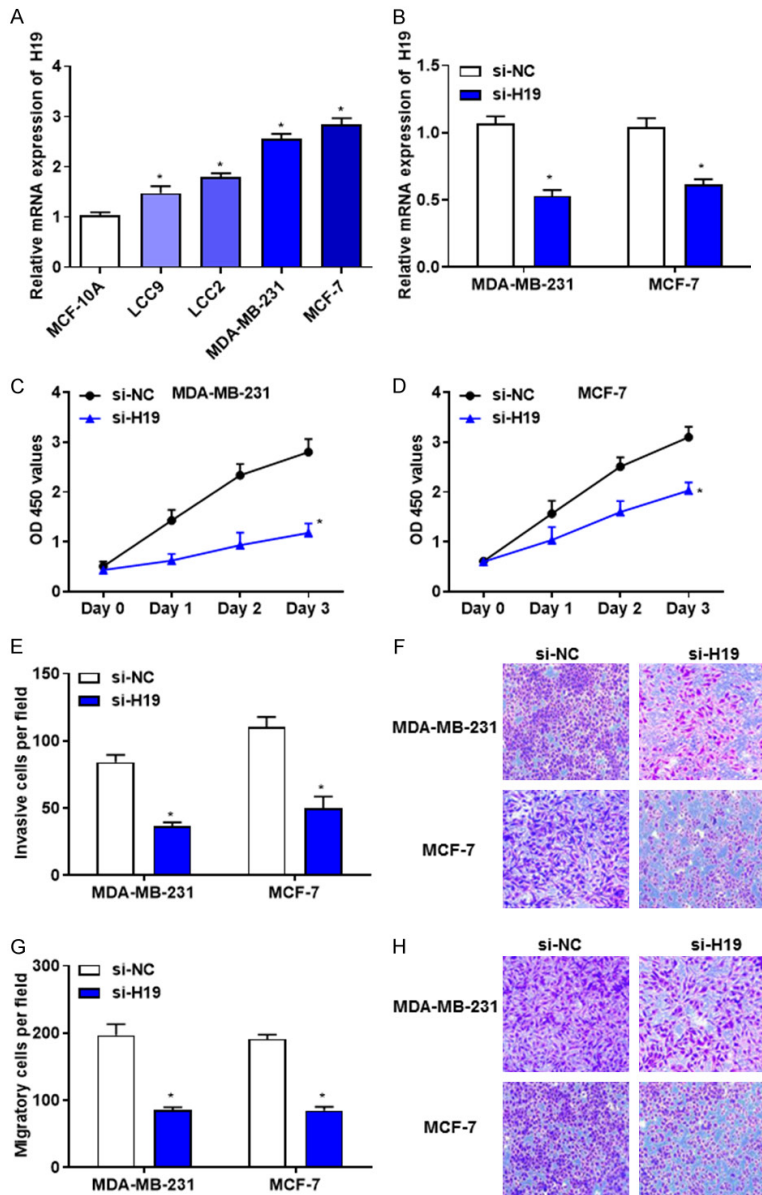 A
Relative mRNA expression of H19
4
3
2
1
0
*
*
*
*
MCF-10A
LCC9
LCC2
MDA-MB-231
MCF-7
B
Relative mRNA expression of H19
1.5
1.0
0.5
0.0
si-NC
si-H19
*
*
MDA-MB-231
MCF-7
C
OD 450 values
4
3
2
1
0
si-NC
si-H19
MDA-MB-231
*
Day 0
Day 1
Day 2
Day 3
D
OD 450 values
4
3
2
1
0
si-NC
si-H19
MCF-7
*
Day 0
Day 1
Day 2
Day 3
E
Invasive cells per field
150
100
50
0
si-NC
si-H19
*
*
MDA-MB-231
MCF-7
F
si-NC
si-H19
MDA-MB-231
MCF-7
G
Migratory cells per field
300
200
100
0
si-NC
si-H19
*
*
MDA-MB-231
MCF-7
H
si-NC
si-H19
MDA-MB-231
MCF-7